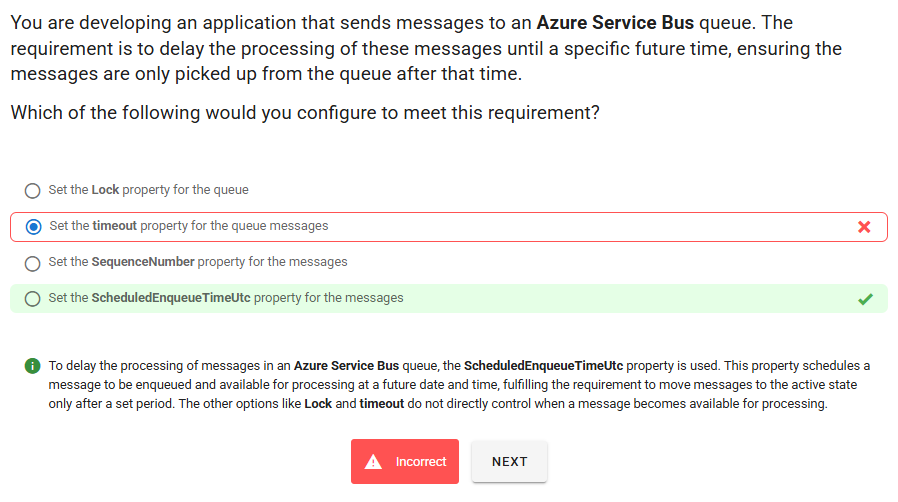 You are developing an application that sends messages to an Azure Service Bus queue. The
requirement is to delay the processing of these messages until a specific future time, ensuring the
messages are only picked up from the queue after that time.
Which of the following would you configure to meet this requirement?
Set the Lock property for the queue
Set the timeout property for the queue messages
Set the SequenceNumber property for the messages
Set the ScheduledEnqueueTimeUtc property for the messages
To delay the processing of messages in an Azure Service Bus queue, the ScheduledEnqueueTimeUtc property is used. This property schedules a
message to be enqueued and available for processing at a future date and time, fulfilling the requirement to move messages to the active state
only after a set period. The other options like Lock and timeout do not directly control when a message becomes available for processing.
Incorrect
NEXT